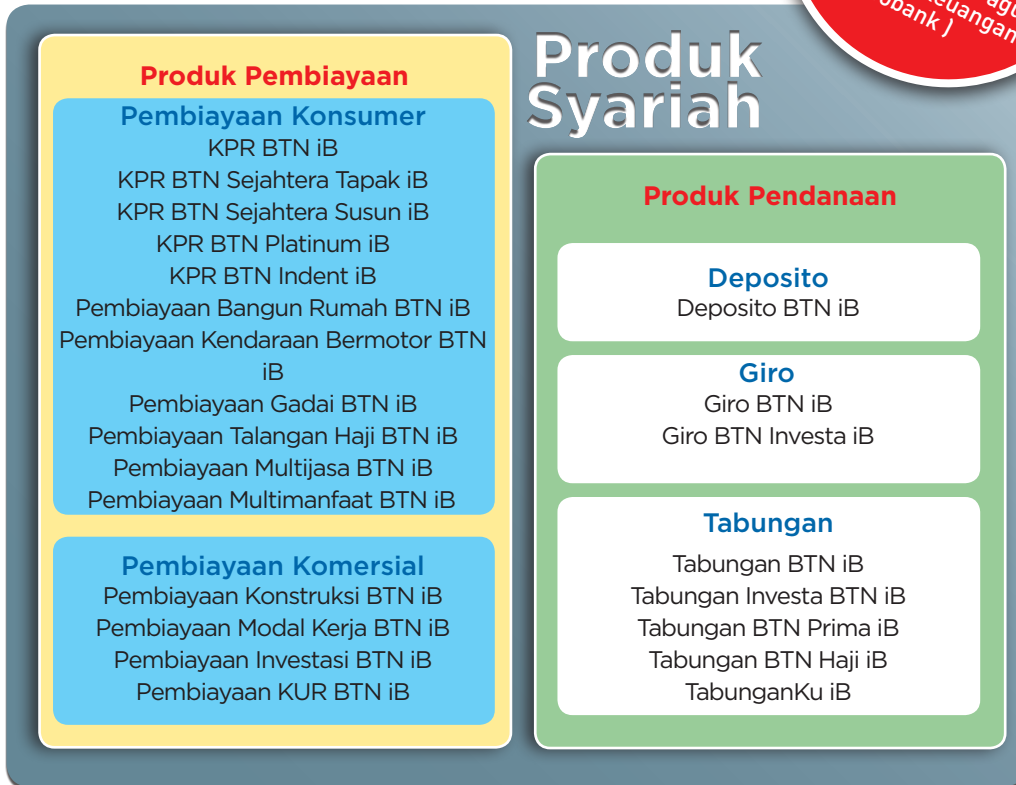 Produk Syariah
Produk Pembiayaan
Pembiayaan Konsumer
KPR BTN iB
KPR BTN Sejahtera Tapak iB
KPR BTN Sejahtera Susun iB
KPR BTN Platinum iB
KPR BTN Indent iB
Pembiayaan Bangun Rumah BTN iB
Pembiayaan Kendaraan Bermotor BTN
iB
Pembiayaan Gadai BTN iB
Pembiayaan Talangan Haji BTN iB
Pembiayaan Multijasa BTN iB
Pembiayaan Multimanfaat BTN iB
Pembiayaan Komersial
Pembiayaan Konstruksi BTN iB
Pembiayaan Modal Kerja BTN iB
Pembiayaan Investasi BTN iB
Pembiayaan KUR BTN iB
Produk Pendanaan
Deposito
Deposito BTN iB
Giro
Giro BTN iB
Giro BTN Investa iB
Tabungan
Tabungan BTN iB
Tabungan Investa BTN iB
Tabungan BTN Prima iB
Tabungan BTN Haji iB
TabunganKu iB